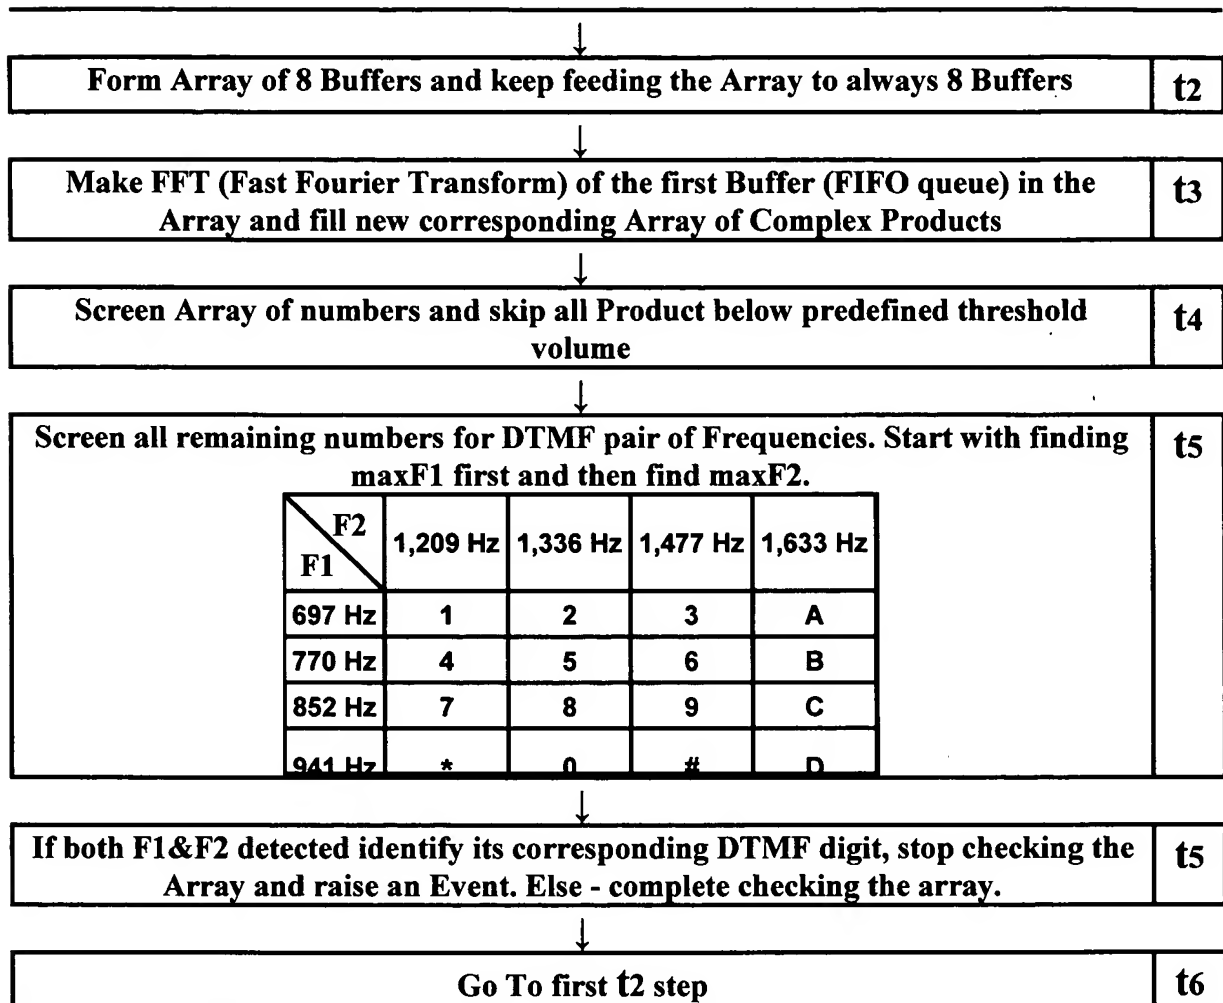 Form Array of 8 Buffers and keep feeding the Array to always 8 Buffers
t2
Make FFT (Fast Fourier Transform) of the first Buffer (FIFO queue) in the
Array and fill new corresponding Array of Complex Products
t3
Screen Array of numbers and skip all Product below predefined threshold
volume
t4
Screen all remaining numbers for DTMF pair of Frequencies. Start with finding
maxF1 first and then find maxF2.
t5
F2
F1
1,209 Hz 1,336 Hz 1,477 Hz 1,633 Hz
697 Hz 1 2 3 A
770 Hz 4 5 6 B
852 Hz 7 8 9 C
941 Hz * 0 # D
If both F1&F2 detected identify its corresponding DTMF digit, stop checking the
Array and raise an Event. Else - complete checking the array.
t5
Go To first t2 step
t6